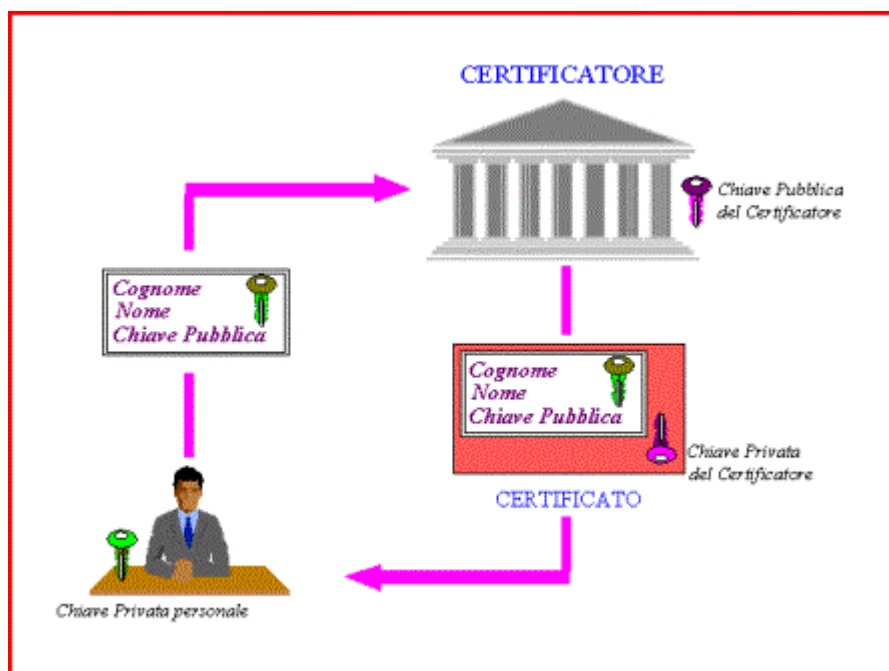 CERTIFICATORE
Chiave Pubblica
del Certificatore
Cognome
Nome
Chiave Pubblica
Cognome
Nome
Chiave Pubblica
Chiave Privata
del Certificatore
CERTIFICATO
Chiave Privata personale